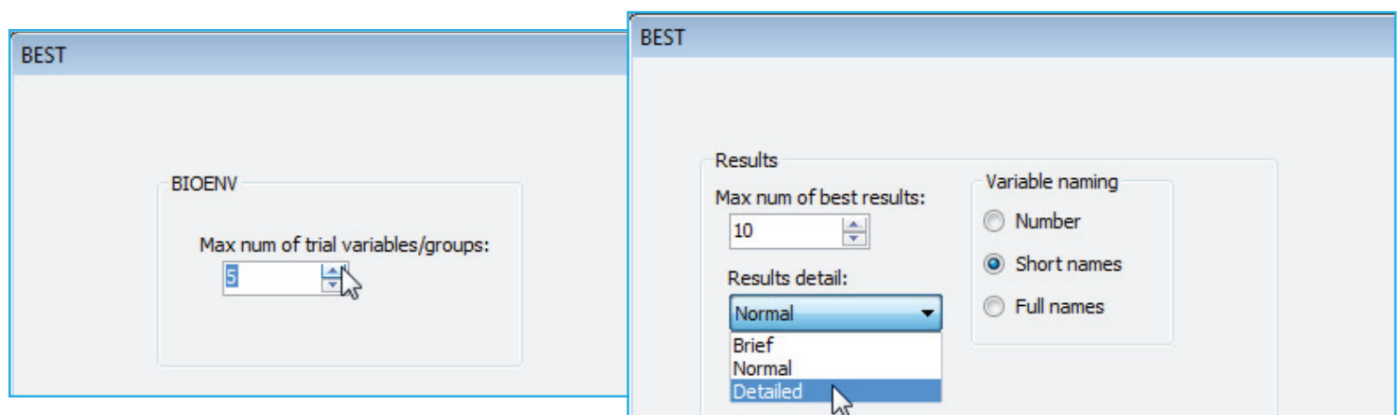 BEST
BIOENV
Max num of trial variables/groups:
5
BEST
Results
Max num of best results:
10
Results detail:
Normal
Brief
Normal
Detailed
Variable naming
Number
Short names
Full names